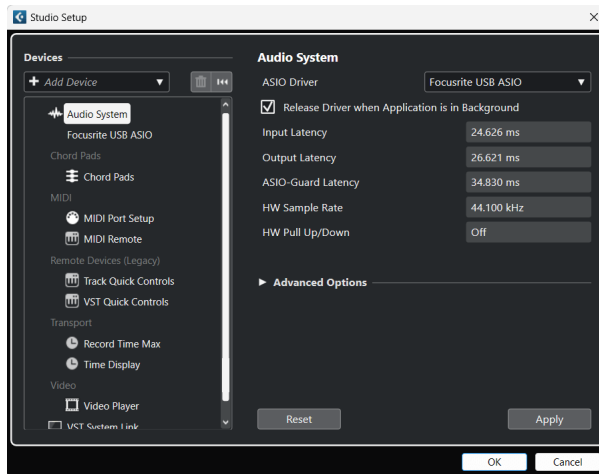 Studio Setup
Devices
Add Device
Audio System
Focusrite USB ASIO
Chord Pads
Chord Pads
MIDI
MIDI Port Setup
MIDI Remote
Remote Devices (Legacy)
Track Quick Controls
VST Quick Controls
Transport
Record Time Max
Time Display
Video
Video Player
VST System Link
Audio System
ASIO Driver Focusrite USB ASIO
Release Driver when Application is in Background
Input Latency 24.626 ms
Output Latency 26.621 ms
ASIO-Guard Latency 34.830 ms
HW Sample Rate 44.100 kHz
HW Pull Up/Down Off
Advanced Options
Reset Apply
OK Cancel